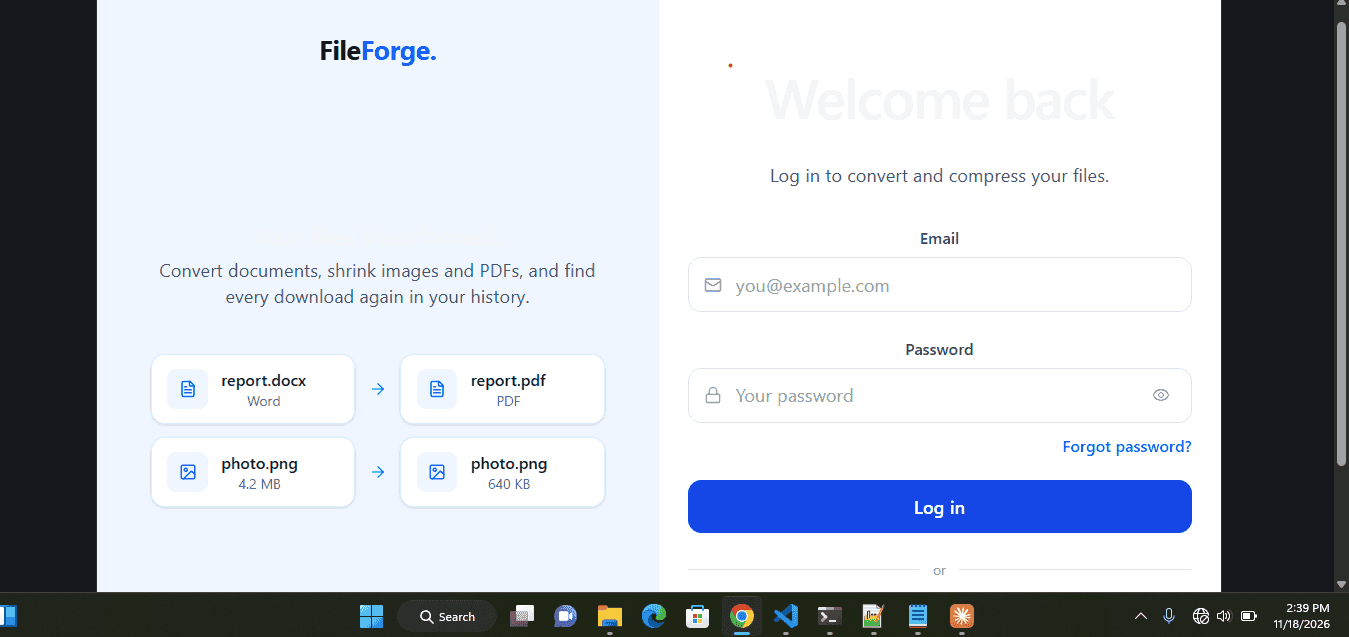 FileForge.
Convert documents, shrink images and PDFs, and find
every download again in your history.
report.docx
Word
report.pdf
PDF
photo.png
4.2 MB
photo.png
640 KB
Welcome back
Log in to convert and compress your files.
Email
you@example.com
Password
Your password
Forgot password?
Log in
or
Search
2:39 PM
11/18/2026